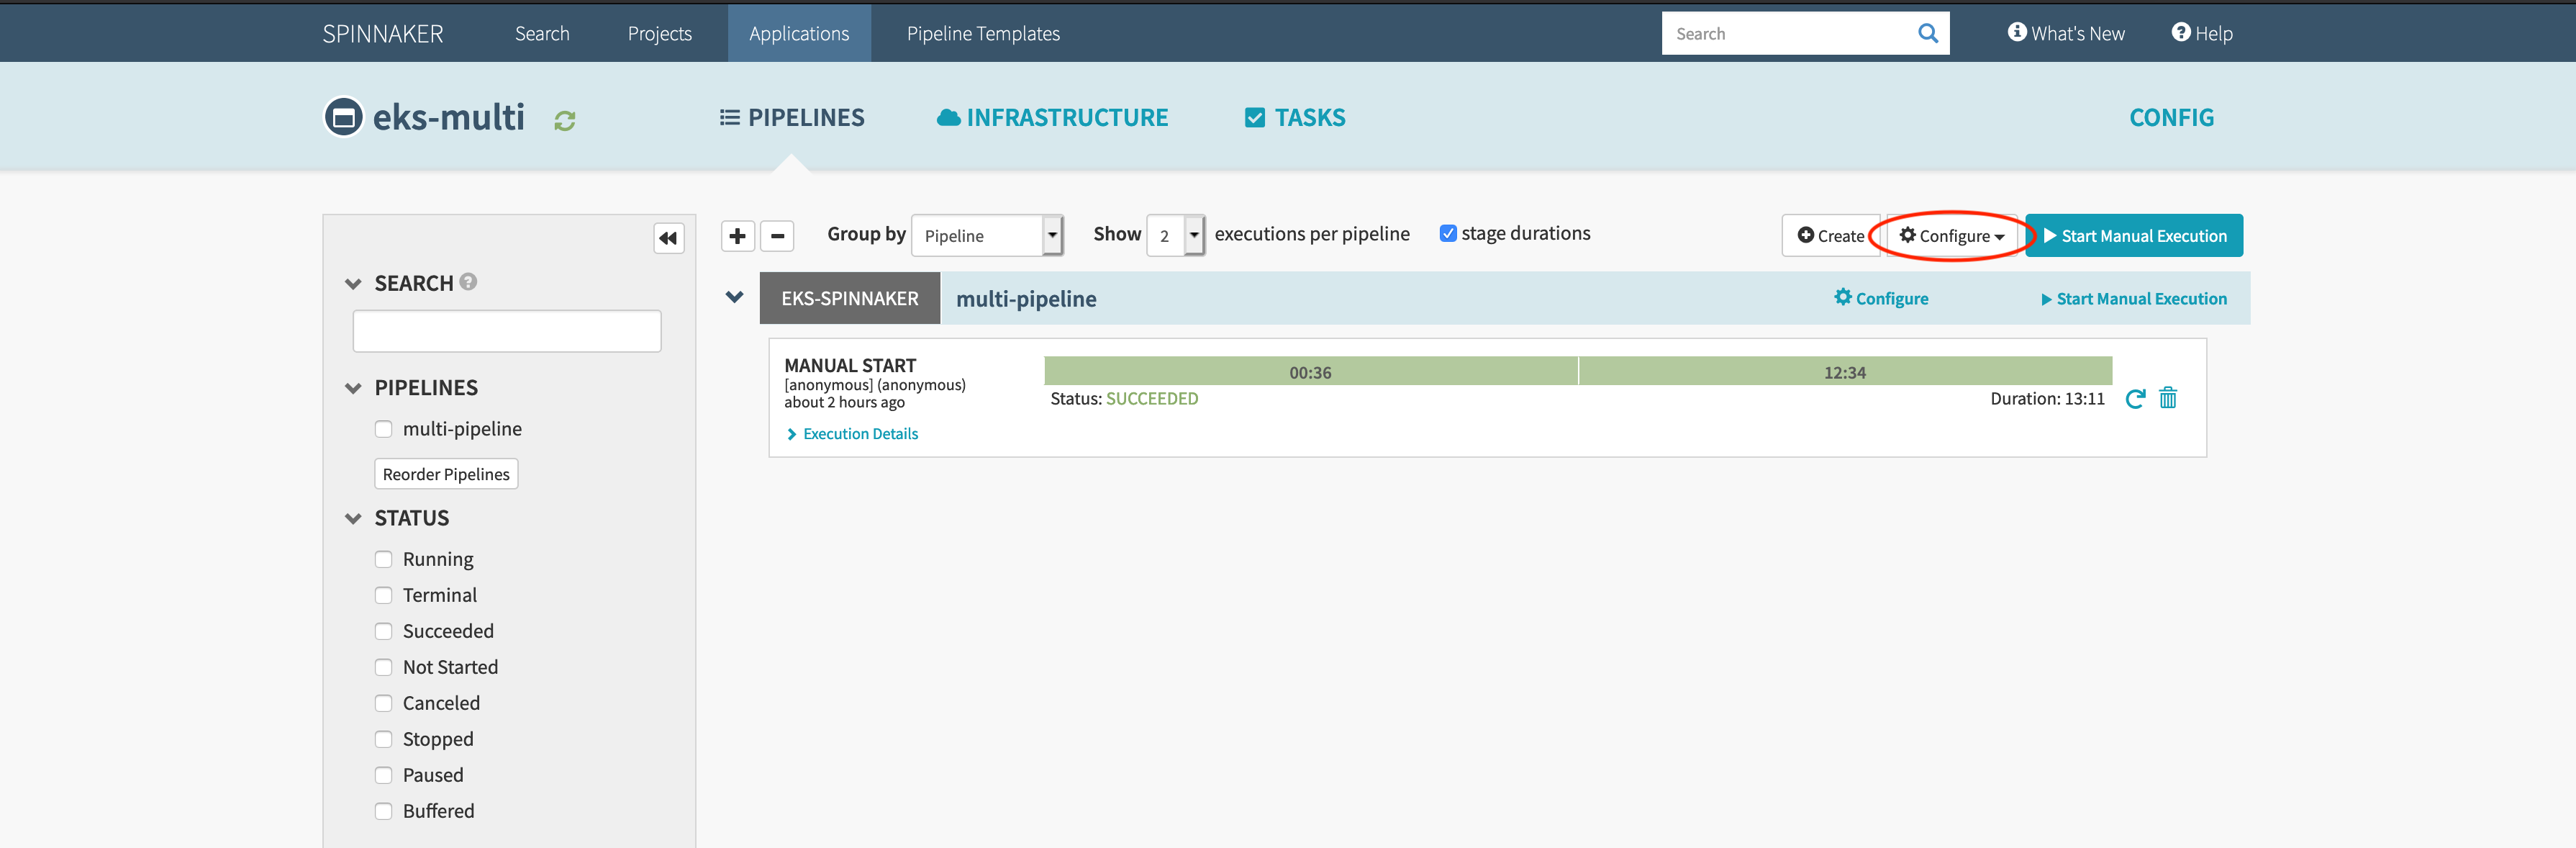 SPINNAKER Search Projects Applications Pipeline Templates Search What's New Help
eks-multi PIPELINES INFRASTRUCTURE TASKS CONFIG
Group by Pipeline Show 2 executions per pipeline stage durations Create Configure Start Manual Execution
SEARCH
PIPELINES
multi-pipeline
Reorder Pipelines
STATUS
Running
Terminal
Succeeded
Not Started
Canceled
Stopped
Paused
Buffered
EKS-SPINNAKER multi-pipeline Configure Start Manual Execution
MANUAL START 00:36 12:34
[anonymous] (anonymous)
about 2 hours ago
Status: SUCCEEDED Duration: 13:11
Execution Details